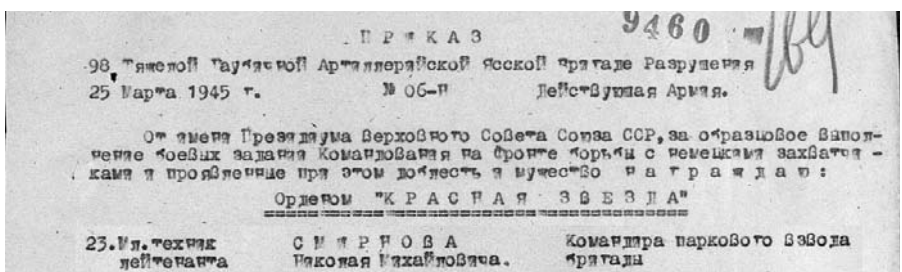 9460
ПРИКАЗ
98 Тяжелой Гаубичной Артиллерийской Ясской Бригаде Разрушения
25 Марта 1945 г. № 06-Н Действующая Армия.
От имени Президиума Верховного Совета Союза ССР, за образцовое выпол-
нение боевых задания Командования на фронте борьбы с немецкими захватчи-
ками и проявленные при этом доблесть и мужество награждаю:
Орденом "КРАСНАЯ ЗВЕЗДА"
23. Мл.техник СМИРНОВА Командира паркового взвода
лейтенанта Николая Михайловича. бригады